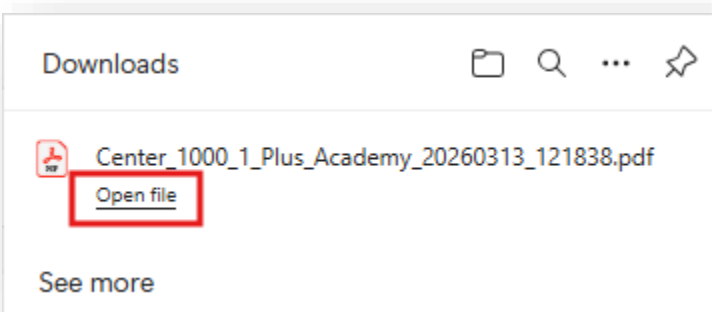 Downloads
Center_1000_1_Plus_Academy_20260313_121838.pdf
Open file
See more